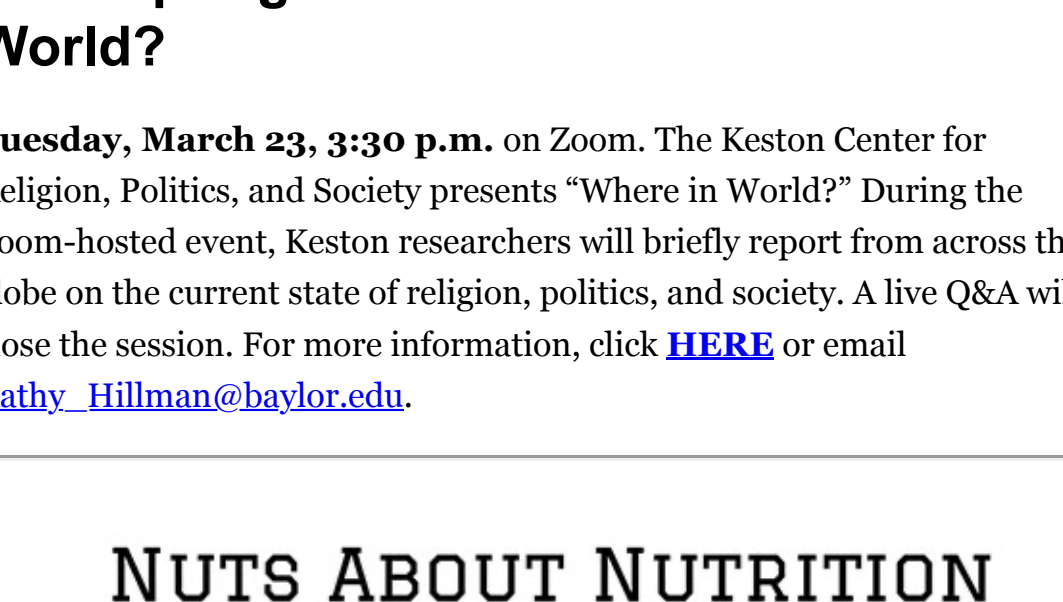 World?
uesday, March 23, 3:30 p.m. on Zoom. The Keston Center for
eligion, Politics, and Society presents “Where in World?” During the
oom-hosted event, Keston researchers will briefly report from across th
lobe on the current state of religion, politics, and society. A live Q&A wil
lose the session. For more information, click HERE or email
athy_Hillman@baylor.edu.
NUTS ABOUT NUTRITION